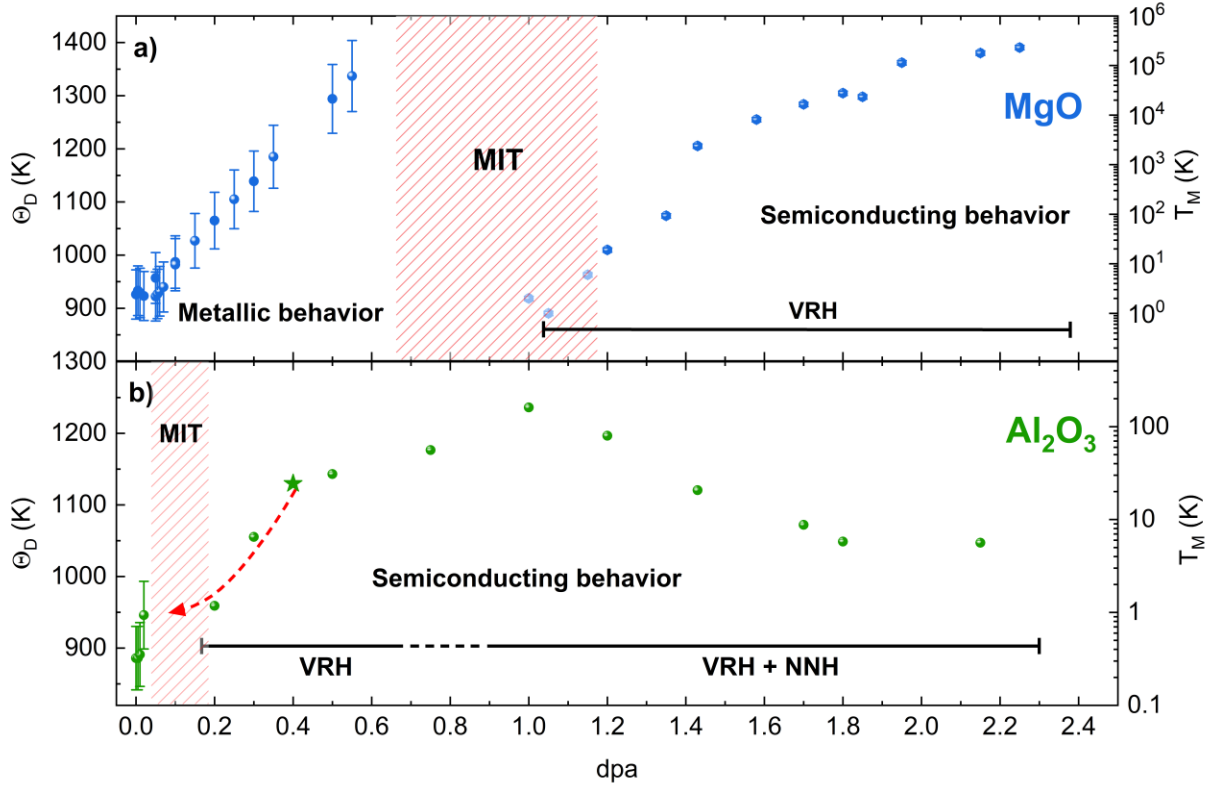 a)
1400
1300
1200
1100
1000
900
Θ_D (K)
MIT
MgO
Metallic behavior
Semiconducting behavior
VRH
10^6
10^5
10^4
10^3
10^2
10^1
10^0
T_M (K)
b)
1300
1200
1100
1000
900
Θ_D (K)
MIT
Al₂O₃
Semiconducting behavior
VRH
VRH + NNH
100
10
1
0.1
T_M (K)
0.0 0.2 0.4 0.6 0.8 1.0 1.2 1.4 1.6 1.8 2.0 2.2 2.4
dpa